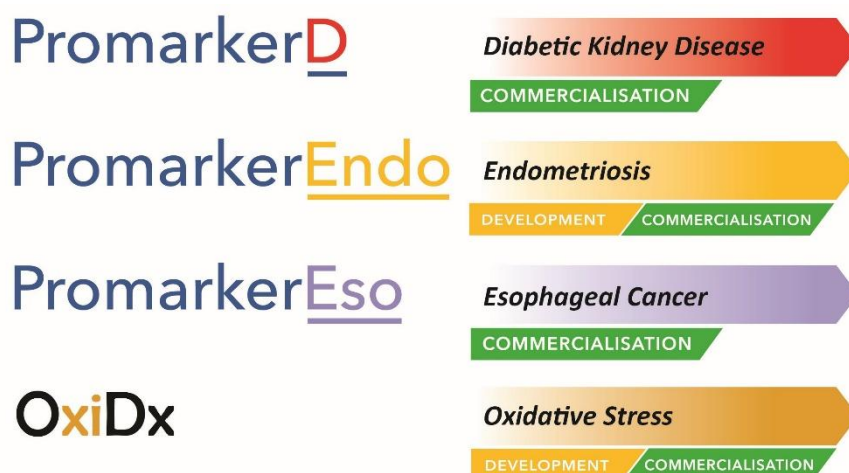 PromarkerD
Diabetic Kidney Disease
COMMERCIALISATION
PromarkerEndo
Endometriosis
DEVELOPMENT
COMMERCIALISATION
PromarkerEso
Esophageal Cancer
COMMERCIALISATION
OxiDx
Oxidative Stress
DEVELOPMENT
COMMERCIALISATION